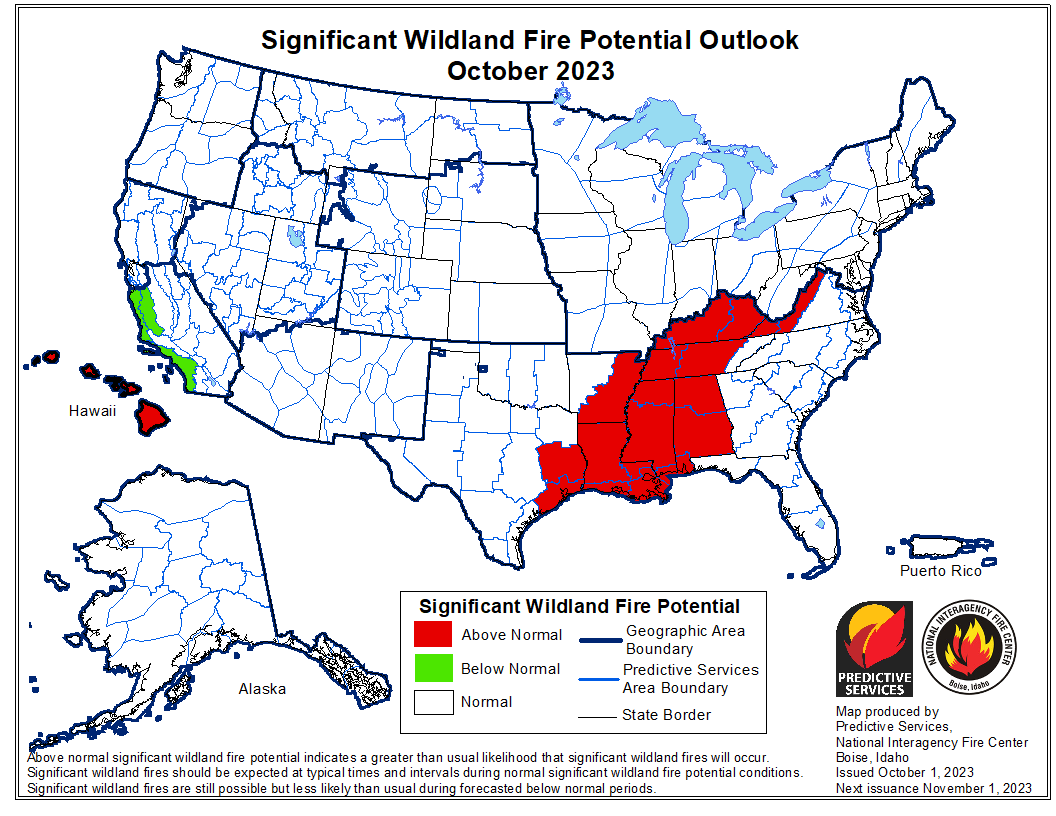 Significant Wildland Fire Potential Outlook
October 2023
Hawaii
Alaska
Puerto Rico
Significant Wildland Fire Potential
Above Normal
Below Normal
Normal
Geographic Area
Boundary
Predictive Services
Area Boundary
State Border
PREDICTIVE
SERVICES
NATIONAL INTERAGENCY FIRE CENTER
Boise, Idaho
Map produced by
Predictive Services,
National Interagency Fire Center
Boise, Idaho
Issued October 1, 2023
Next issuance November 1, 2023
Above normal significant wildland fire potential indicates a greater than usual likelihood that significant wildland fires will occur.
Significant wildland fires should be expected at typical times and intervals during normal significant wildland fire potential conditions.
Significant wildland fires are still possible but less likely than usual during forecasted below normal periods.